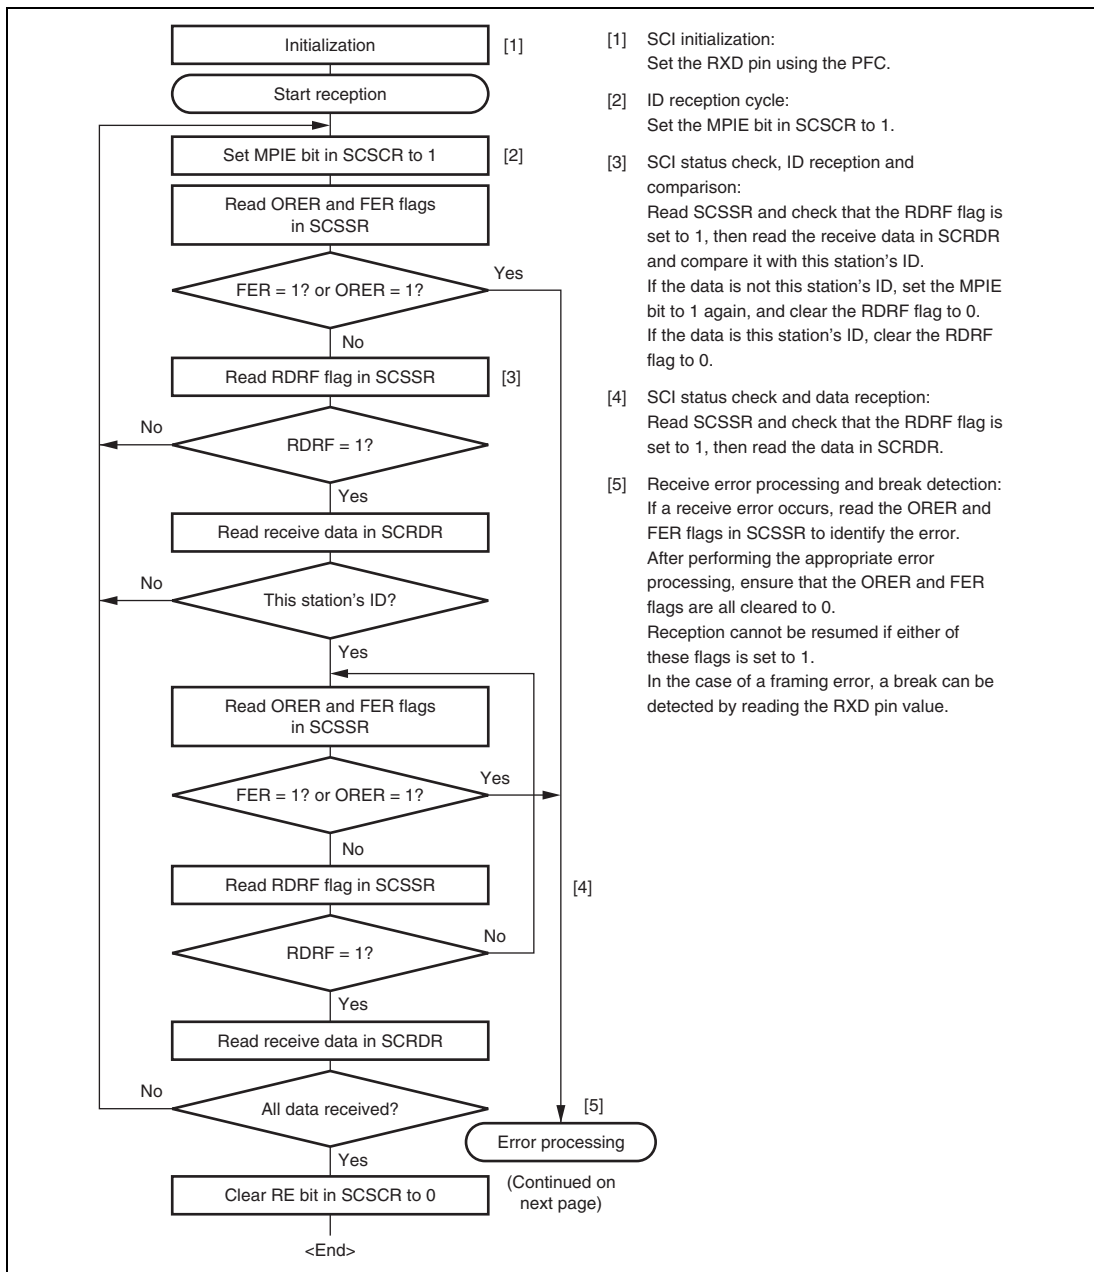 Initialization
[1]
Start reception
Set MPIE bit in SCSCR to 1
[2]
Read ORER and FER flags
in SCSSR
FER = 1? or ORER = 1?
Yes
No
Read RDRF flag in SCSSR
[3]
No
RDRF = 1?
Yes
Read receive data in SCRDR
No
This station's ID?
Yes
Read ORER and FER flags
in SCSSR
Yes
FER = 1? or ORER = 1?
No
Read RDRF flag in SCSSR
[4]
No
RDRF = 1?
Yes
Read receive data in SCRDR
No
All data received?
[5]
Error processing
Yes
(Continued on
next page)
Clear RE bit in SCSCR to 0
<End>
[1] SCI initialization:
Set the RXD pin using the PFC.
[2] ID reception cycle:
Set the MPIE bit in SCSCR to 1.
[3] SCI status check, ID reception and
comparison:
Read SCSSR and check that the RDRF flag is
set to 1, then read the receive data in SCRDR
and compare it with this station's ID.
If the data is not this station's ID, set the MPIE
bit to 1 again, and clear the RDRF flag to 0.
If the data is this station's ID, clear the RDRF
flag to 0.
[4] SCI status check and data reception:
Read SCSSR and check that the RDRF flag is
set to 1, then read the data in SCRDR.
[5] Receive error processing and break detection:
If a receive error occurs, read the ORER and
FER flags in SCSSR to identify the error.
After performing the appropriate error
processing, ensure that the ORER and FER
flags are all cleared to 0.
Reception cannot be resumed if either of
these flags is set to 1.
In the case of a framing error, a break can be
detected by reading the RXD pin value.